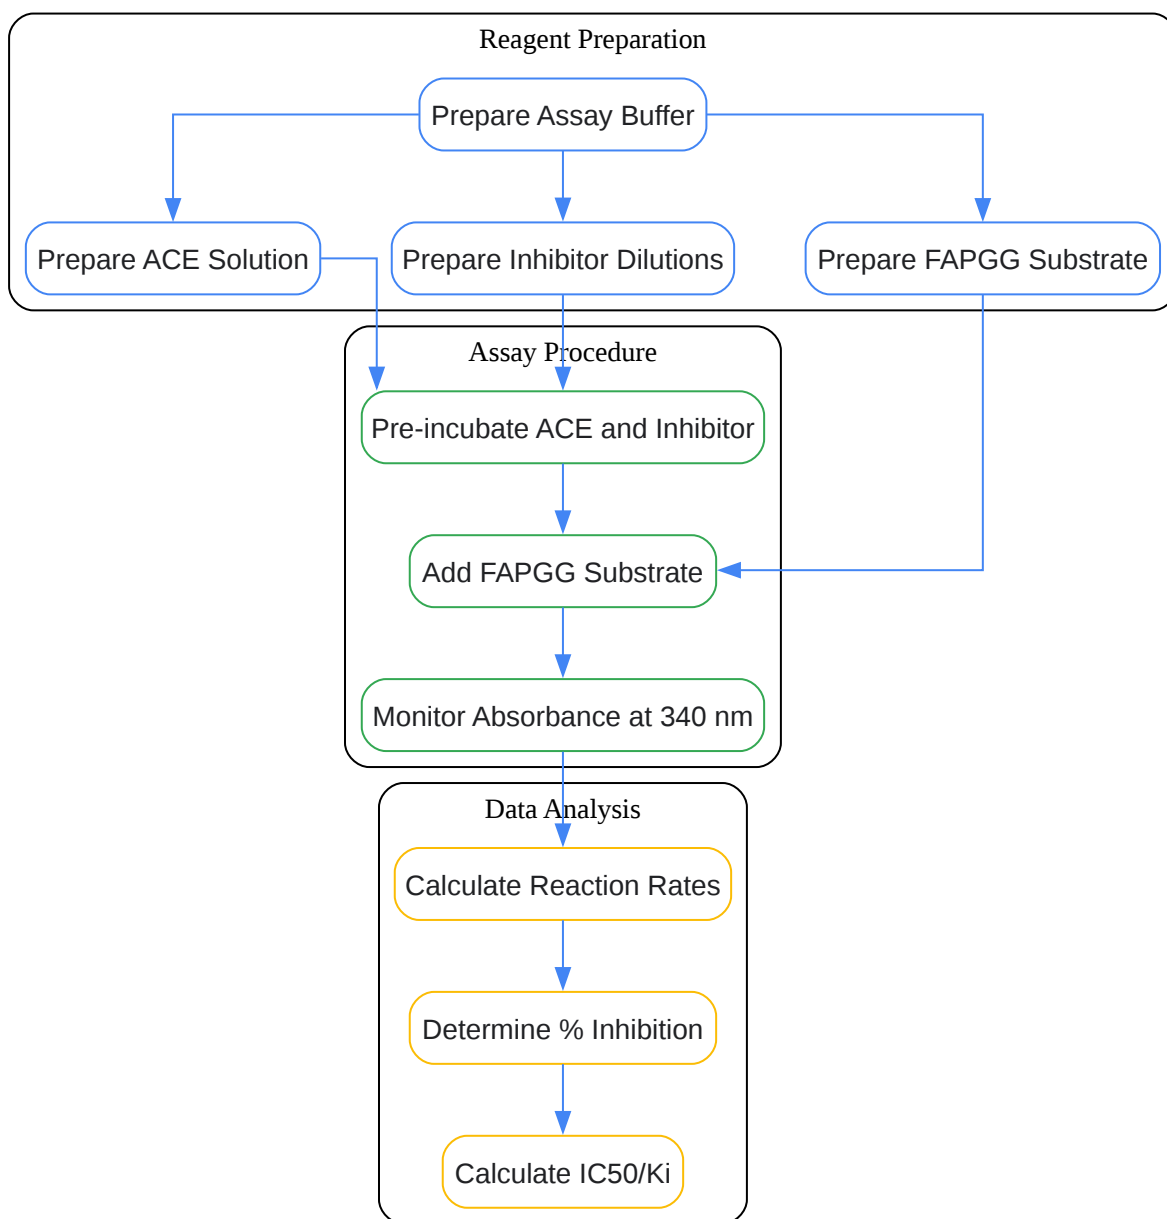 Reagent Preparation
Prepare Assay Buffer
Prepare ACE Solution
Prepare Inhibitor Dilutions
Prepare FAPGG Substrate
Assay Procedure
Pre-incubate ACE and Inhibitor
Add FAPGG Substrate
Monitor Absorbance at 340 nm
Data Analysis
Calculate Reaction Rates
Determine % Inhibition
Calculate IC50/Ki